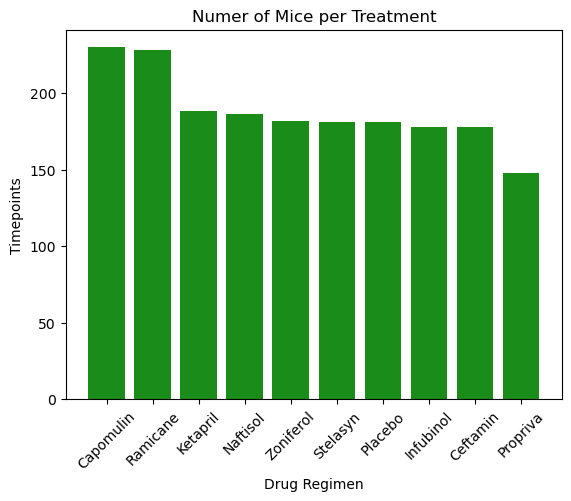 Numer of Mice per Treatment
Timepoints
200
150
100
50
0
Capomulin
Ramicane
Ketapril
Naftisol
Zoniferol
Stelasyn
Placebo
Infubinol
Ceftamin
Propriva
Drug Regimen